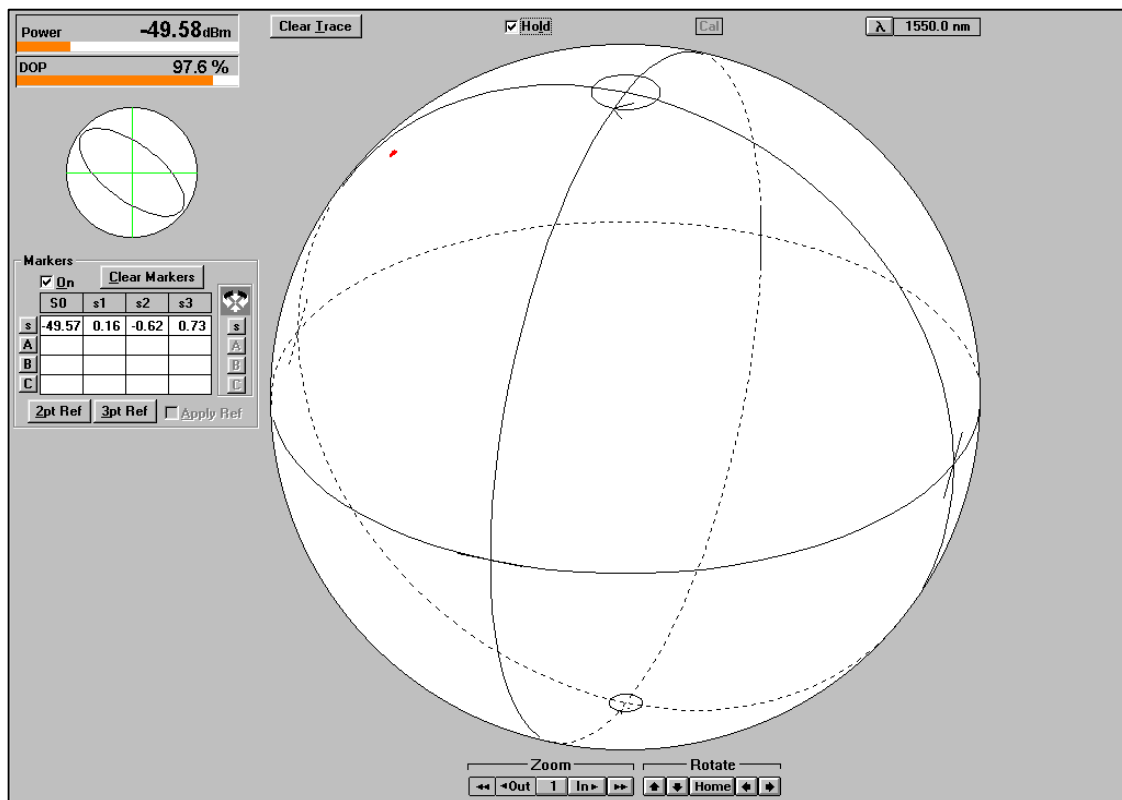 Power -49.58dBm
DOP 97.6 %
Clear Trace
Hold
Cal
λ 1550.0 nm
Markers
On
Clear Markers
S0 s1 s2 s3
s -49.57 0.16 -0.62 0.73 s
A A
B B
C C
2pt Ref 3pt Ref Apply Ref
Zoom Rotate
◄◄ ◄Out 1 In► ►► Home